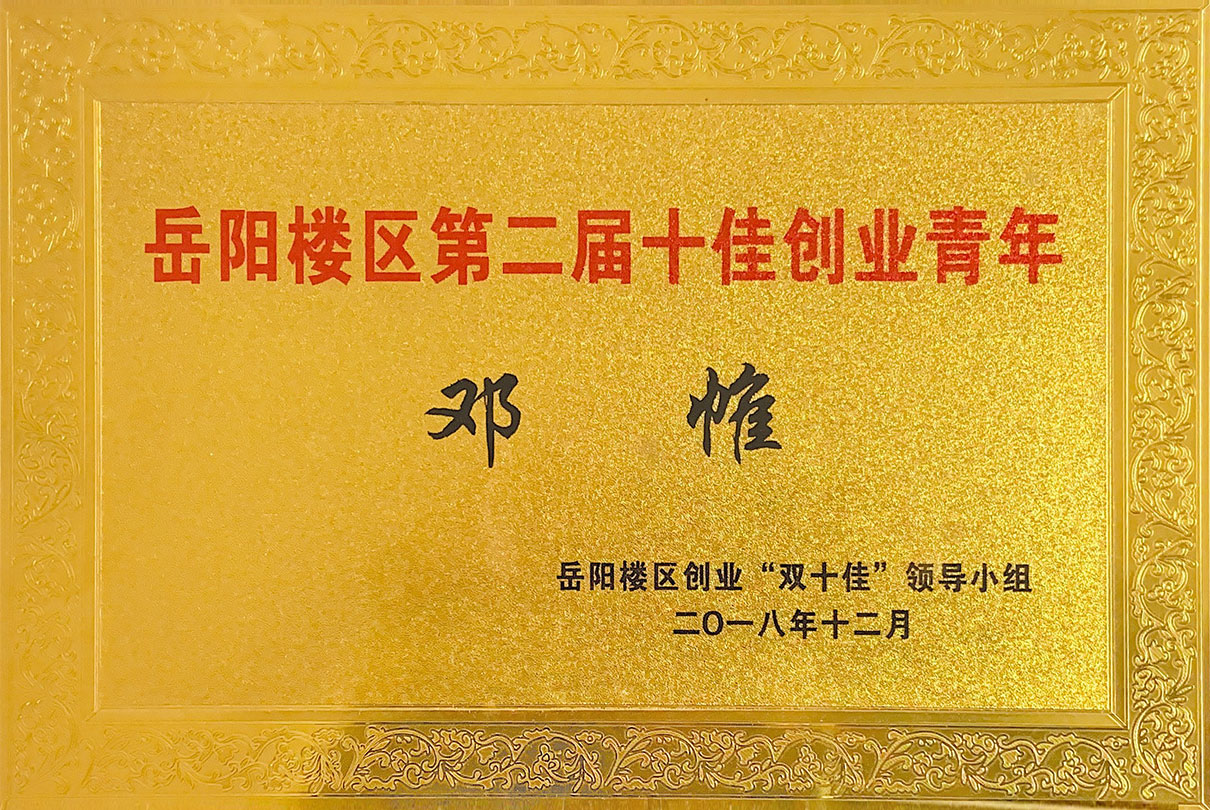 岳阳楼区第二届十佳创业青年
邓 帷
岳阳楼区创业“双十佳”领导小组
二〇一八年十二月